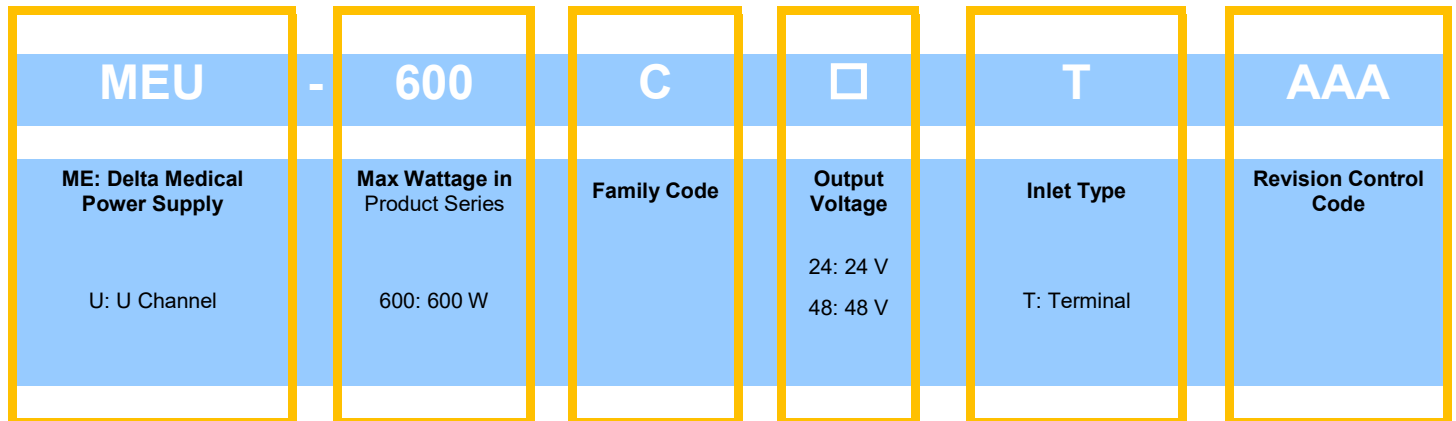 MEU - 600 C □ T AAA
ME: Delta Medical
Power Supply
U: U Channel
Max Wattage in
Product Series
600: 600 W
Family Code
Output
Voltage
24: 24 V
48: 48 V
Inlet Type
T: Terminal
Revision Control
Code